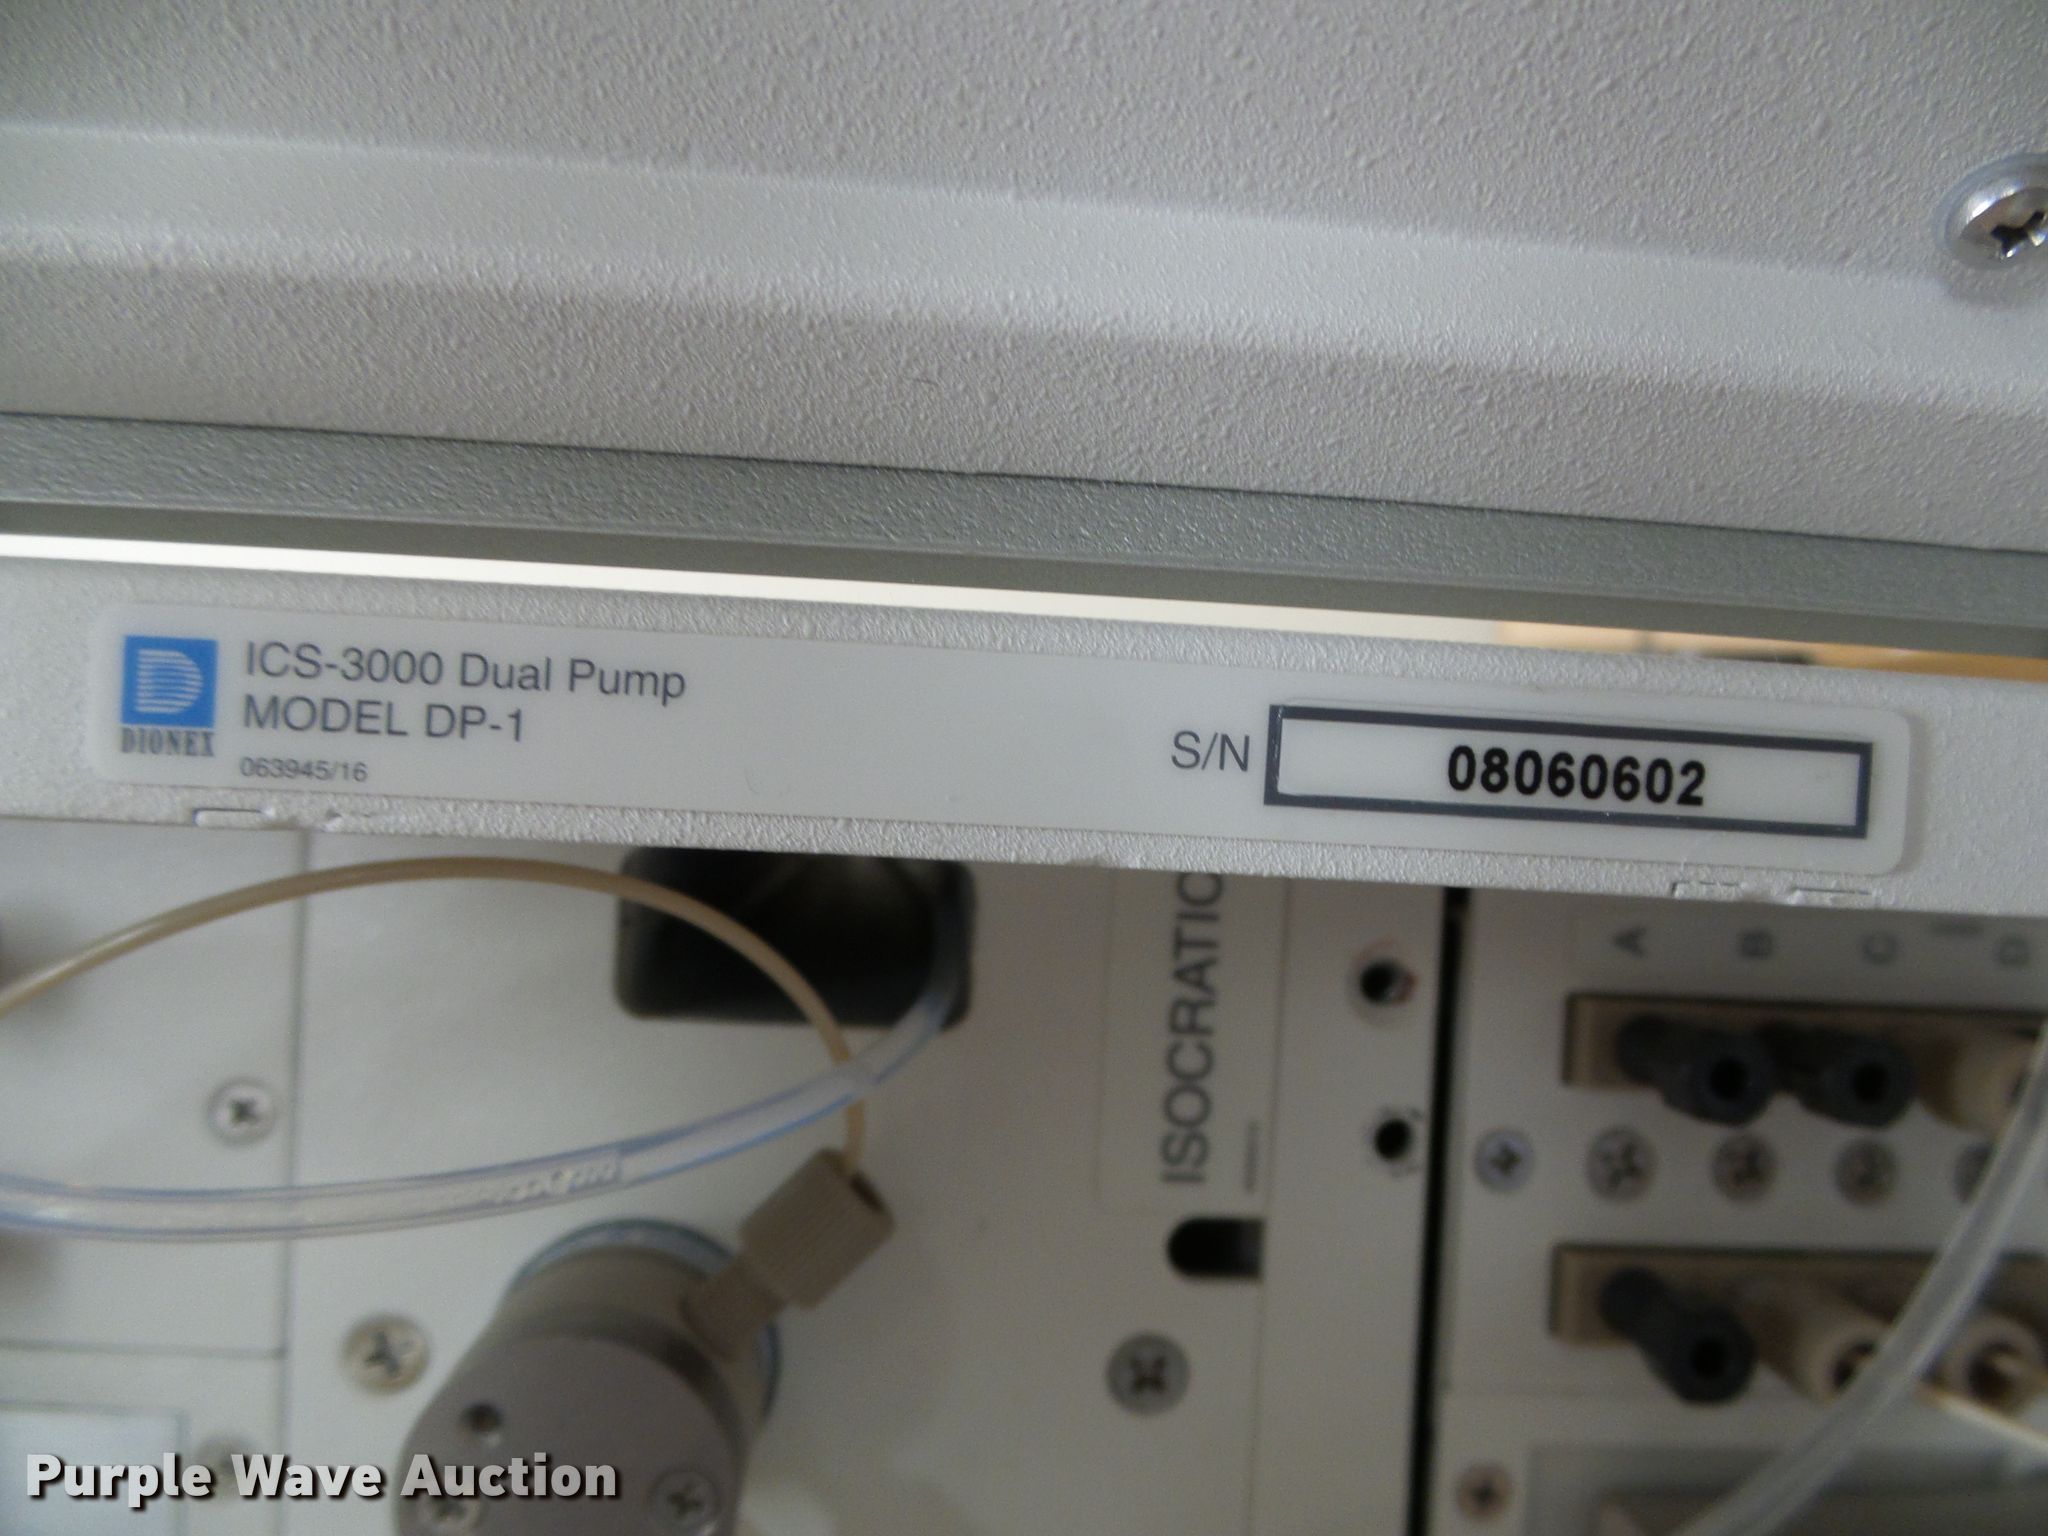 DIONEX
ICS-3000 Dual Pump
MODEL DP-1
063945/16
S/N
08060602
ISOCRATIC
A B C D
Purple Wave Auction